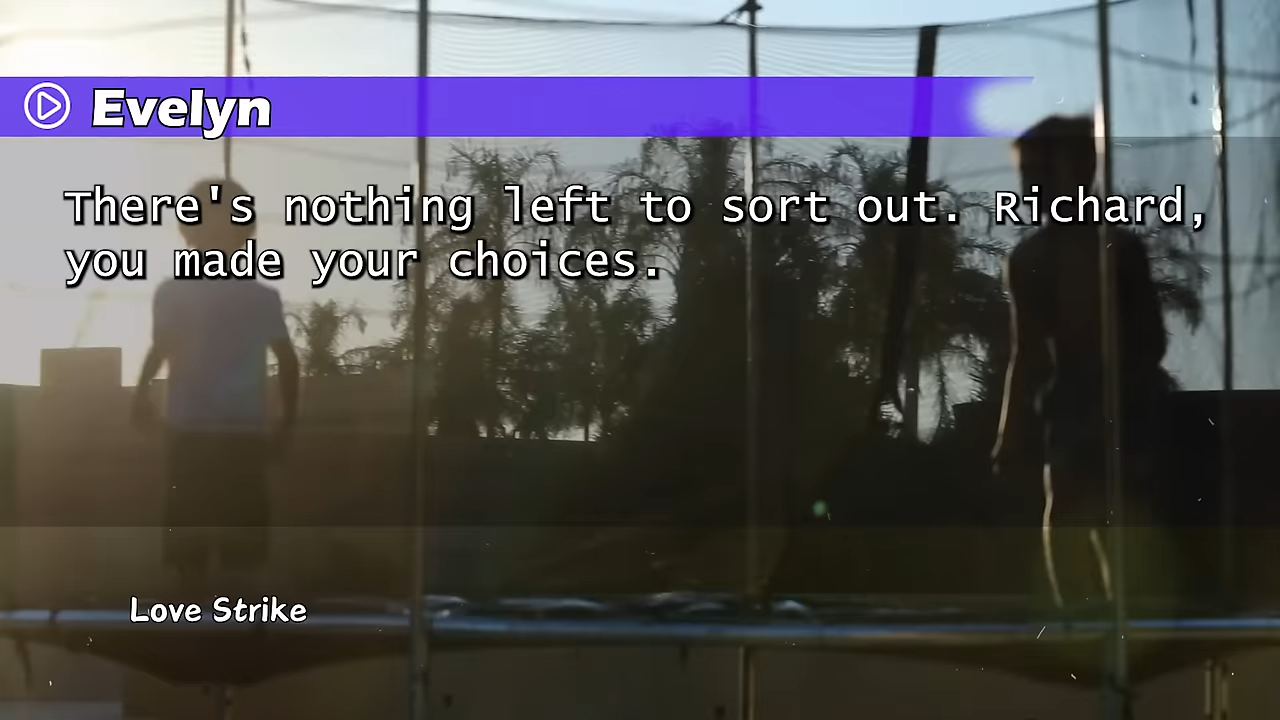 Evelyn
There's nothing left to sort out. Richard,
you made your choices.
Love Strike